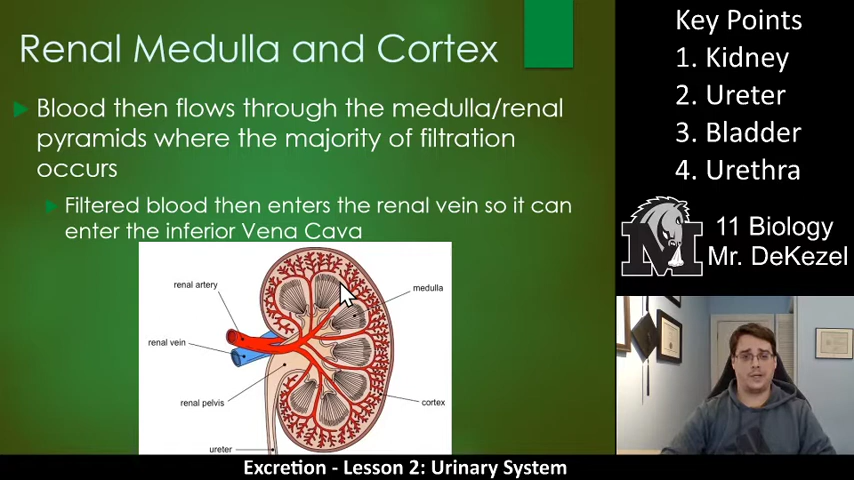 Renal Medulla and Cortex
Blood then flows through the medulla/renal
pyramids where the majority of filtration
occurs
Filtered blood then enters the renal vein so it can
enter the inferior Vena Cava
renal artery
medulla
renal vein
renal pelvis
cortex
ureter
Key Points
1. Kidney
2. Ureter
3. Bladder
4. Urethra
M
11 Biology
Mr. DeKezel
Excretion - Lesson 2: Urinary System